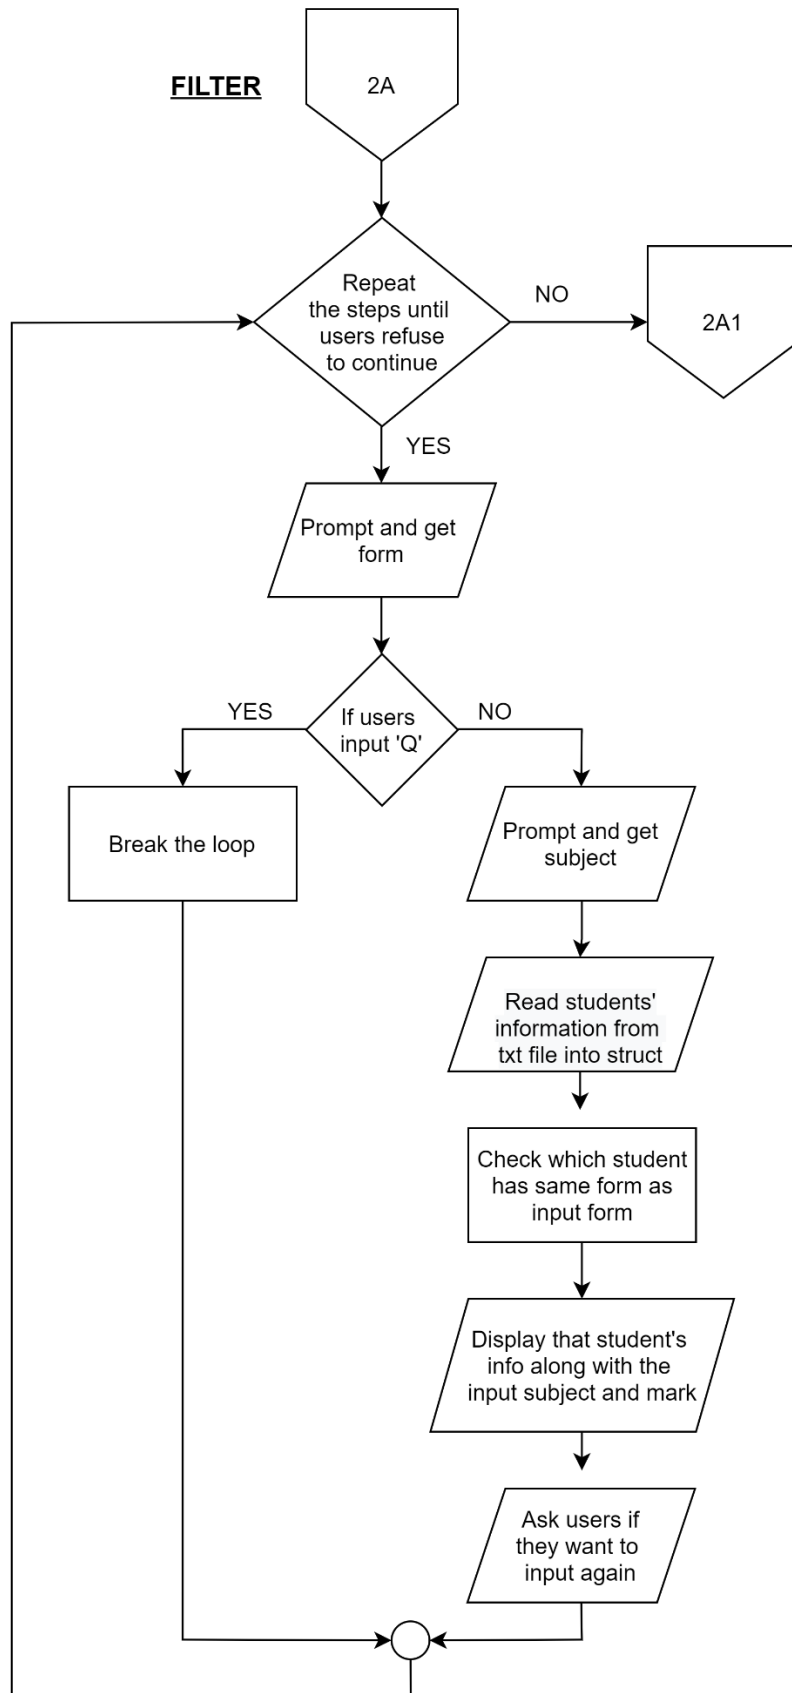 FILTER
2A
Repeat
the steps until
users refuse
to continue
NO
2A1
YES
Prompt and get
form
YES
If users
input 'Q'
NO
Break the loop
Prompt and get
subject
Read students'
information from
txt file into struct
Check which student
has same form as
input form
Display that student's
info along with the
input subject and mark
Ask users if
they want to
input again